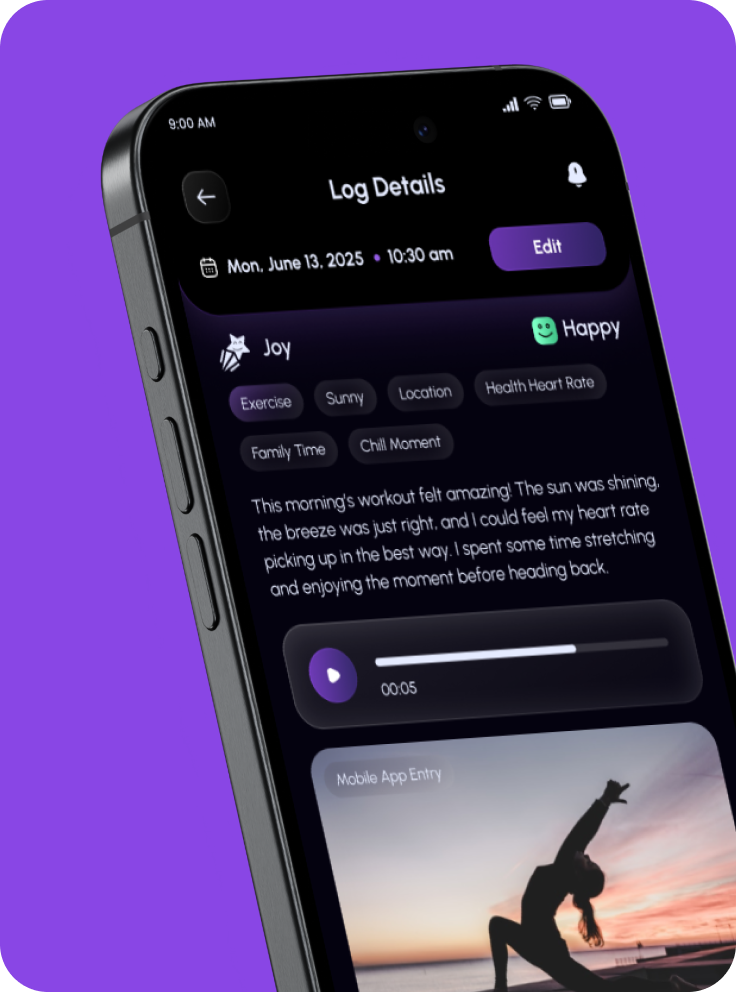 9:00 AM
Log Details
Mon, June 13, 2025 • 10:30 am
Edit
Joy
Happy
Exercise
Sunny
Location
Health Heart Rate
Family Time
Chill Moment
This morning's workout felt amazing! The sun was shining,
the breeze was just right, and I could feel my heart rate
picking up in the best way. I spent some time stretching
and enjoying the moment before heading back.
00:05
Mobile App Entry